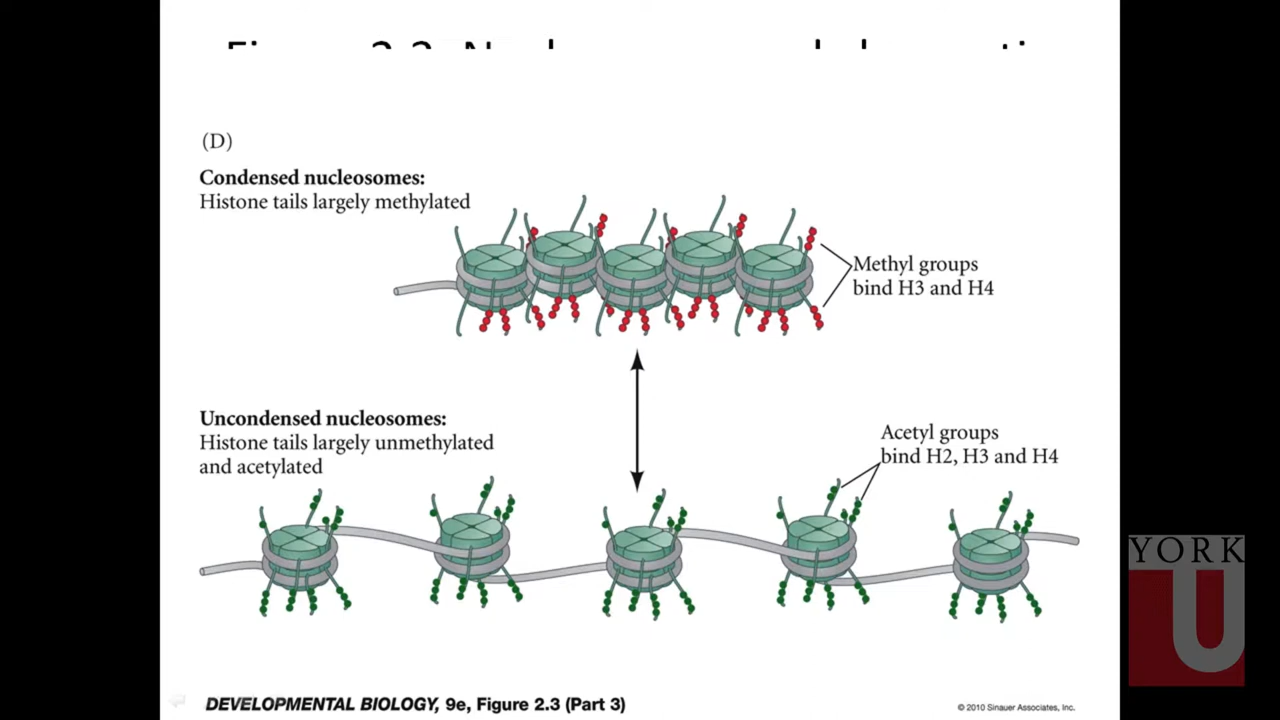 (D)
Condensed nucleosomes:
Histone tails largely methylated
Methyl groups
bind H3 and H4
Uncondensed nucleosomes:
Histone tails largely unmethylated
and acetylated
Acetyl groups
bind H2, H3 and H4
YORK
U
DEVELOPMENTAL BIOLOGY, 9e, Figure 2.3 (Part 3)
© 2010 Sinauer Associates, Inc.